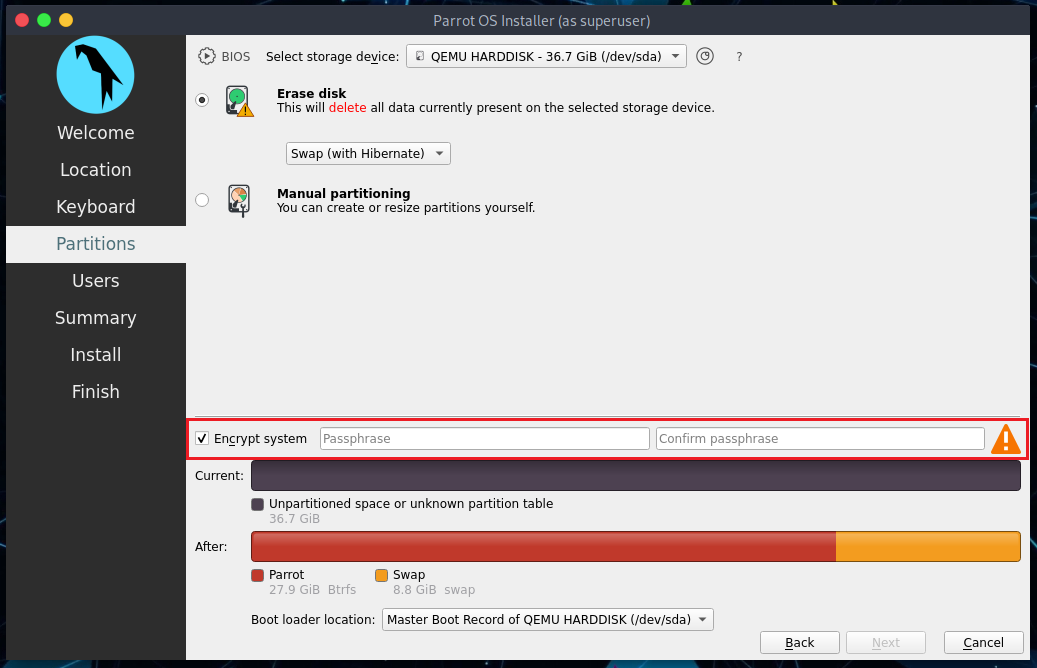 Parrot OS Installer (as superuser)
Welcome
Location
Keyboard
Partitions
Users
Summary
Install
Finish
BIOS Select storage device: QEMU HARDDISK - 36.7 GiB (/dev/sda) ?
Erase disk
This will delete all data currently present on the selected storage device.
Swap (with Hibernate)
Manual partitioning
You can create or resize partitions yourself.
Encrypt system Passphrase Confirm passphrase
Current:
Unpartitioned space or unknown partition table
36.7 GiB
After:
Parrot Swap
27.9 GiB Btrfs 8.8 GiB swap
Boot loader location: Master Boot Record of QEMU HARDDISK (/dev/sda)
Back Next Cancel